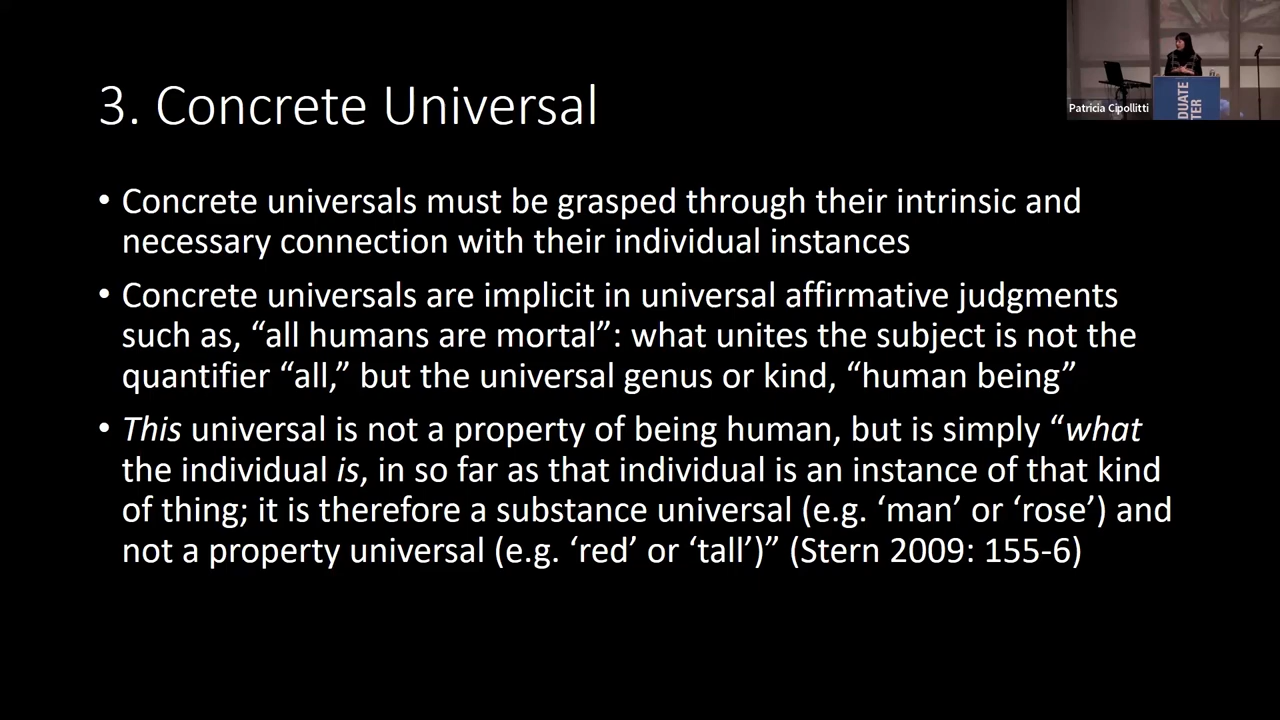 3. Concrete Universal
Patricia Cipollitti
DUATE
TER
• Concrete universals must be grasped through their intrinsic and
necessary connection with their individual instances
• Concrete universals are implicit in universal affirmative judgments
such as, “all humans are mortal”: what unites the subject is not the
quantifier “all,” but the universal genus or kind, “human being”
• This universal is not a property of being human, but is simply “what
the individual is, in so far as that individual is an instance of that kind
of thing; it is therefore a substance universal (e.g. ‘man’ or ‘rose’) and
not a property universal (e.g. ‘red’ or ‘tall’)” (Stern 2009: 155-6)